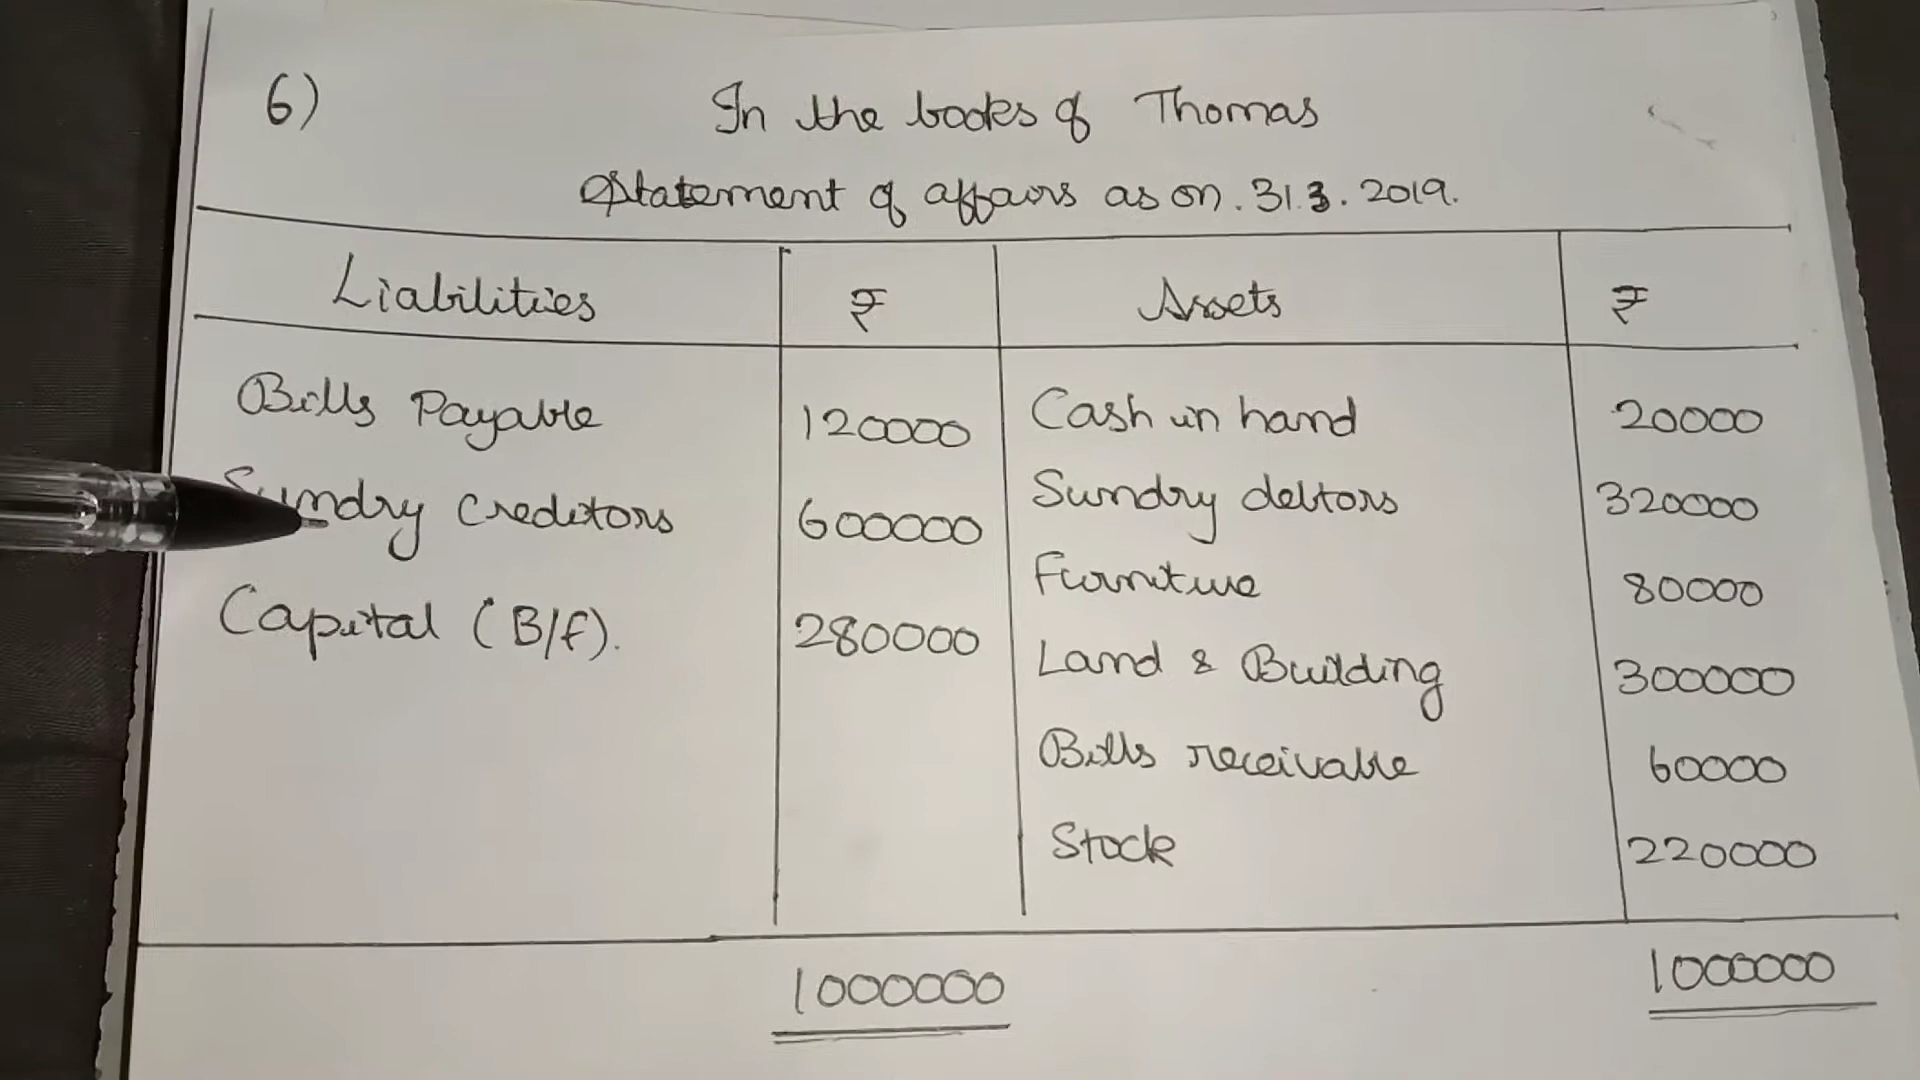 6) In the books of Thomas
Statement of affairs as on. 31.3.2019.
Liabilities ₹ Assets ₹
Bills Payable 120000 Cash in hand 20000
Sundry creditors 600000 Sundry debtors 320000
Furniture 80000
Capital (B/f). 280000 Land & Building 300000
Bills receivable 60000
Stock 220000
1000000 1000000